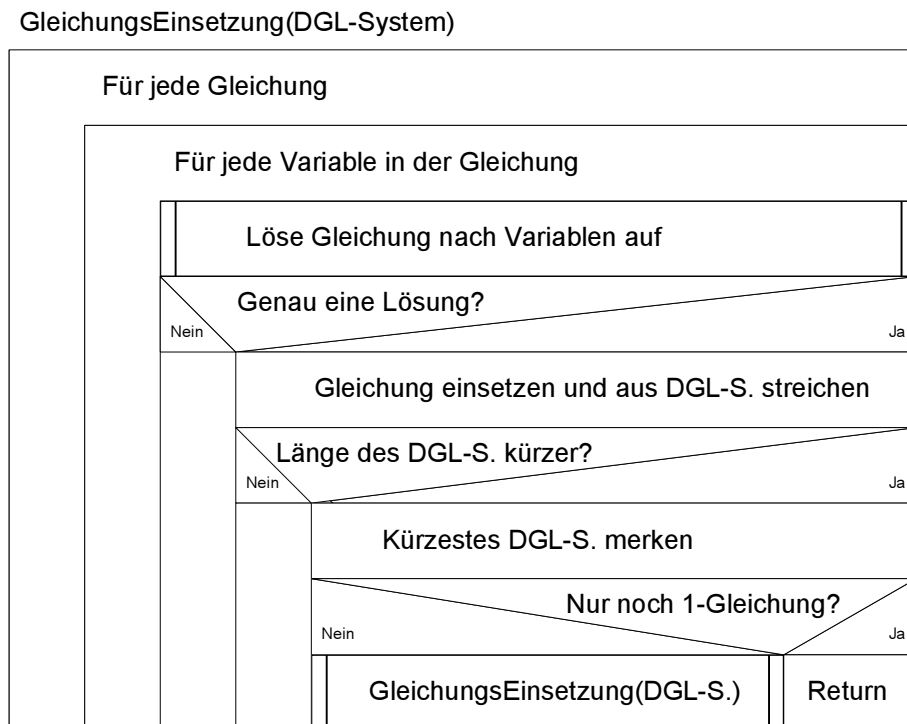 GleichungsEinsetzung(DGL-System)
Für jede Gleichung
Für jede Variable in der Gleichung
Löse Gleichung nach Variablen auf
Genau eine Lösung?
Nein
Ja
Gleichung einsetzen und aus DGL-S. streichen
Länge des DGL-S. kürzer?
Nein
Ja
Kürzestes DGL-S. merken
Nur noch 1-Gleichung?
Nein
Ja
GleichungsEinsetzung(DGL-S.)
Return